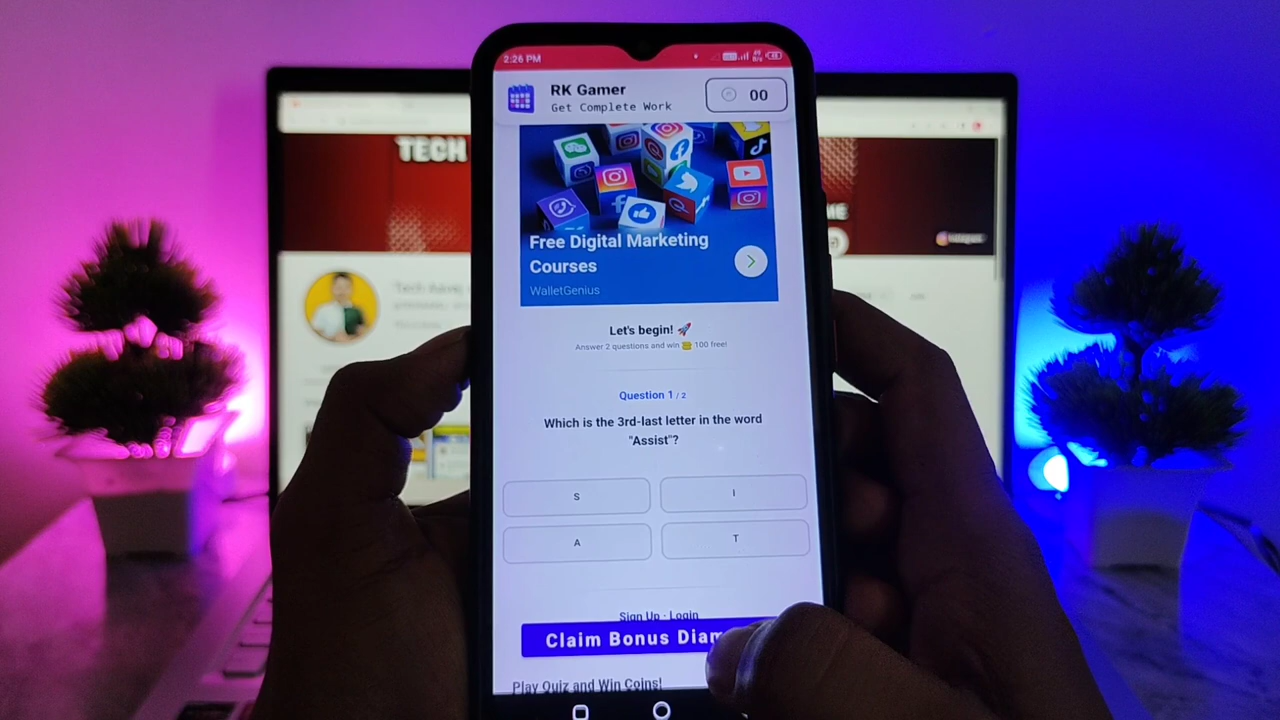 2:26 PM
RK Gamer
Get Complete Work
00
TECH
Free Digital Marketing
Courses
WalletGenius
Let's begin! 🚀
Answer 2 questions and win 100 free!
Question 1 / 2
Which is the 3rd-last letter in the word
"Assist"?
S
I
A
T
Sign Up · Login
Claim Bonus Diam
Play Quiz and Win Coins!